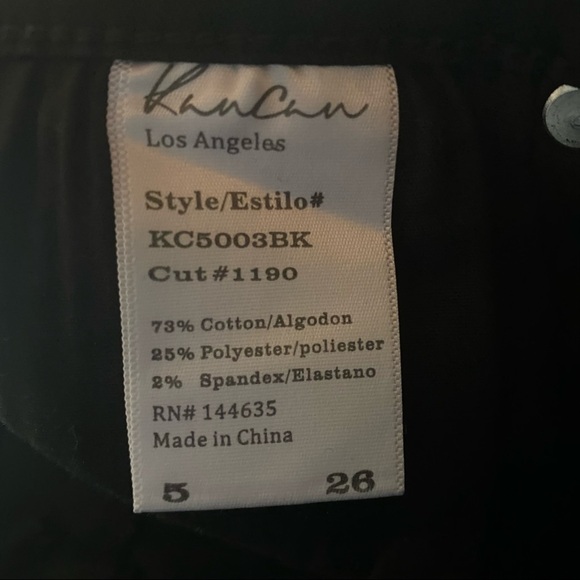 KanCan
Los Angeles
Style/Estilo#
KC5003BK
Cut #1190
73% Cotton/Algodon
25% Polyester/poliester
2% Spandex/Elastano
RN# 144635
Made in China
5 26